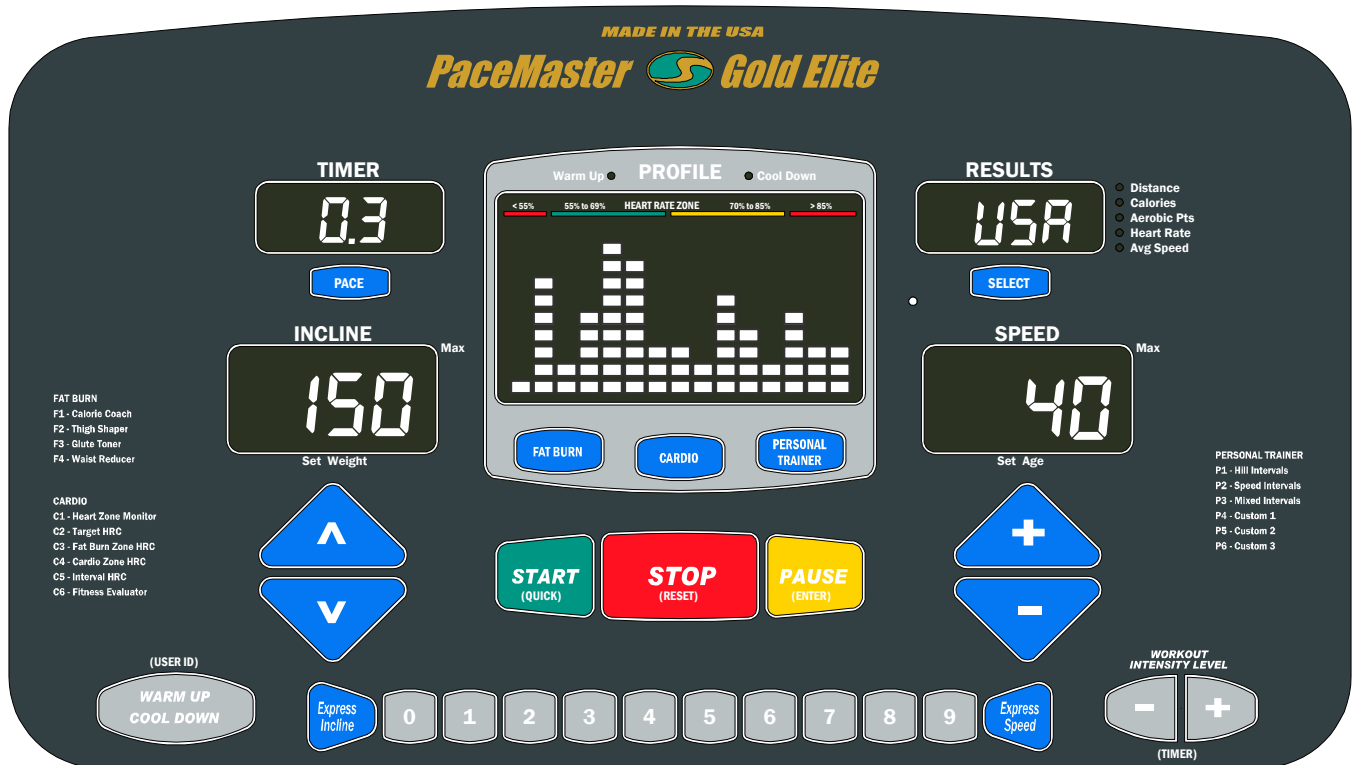 MADE IN THE USA
PaceMaster Gold Elite
TIMER
0.3
PACE
INCLINE
Max
150
Set Weight
Warm Up PROFILE Cool Down
< 55% 55% to 69% HEART RATE ZONE 70% to 85% > 85%
FAT BURN
CARDIO
PERSONAL
TRAINER
RESULTS
USA
Distance
Calories
Aerobic Pts
Heart Rate
Avg Speed
SELECT
SPEED
Max
40
Set Age
FAT BURN
F1 - Calorie Coach
F2 - Thigh Shaper
F3 - Glute Toner
F4 - Waist Reducer
CARDIO
C1 - Heart Zone Monitor
C2 - Target HRC
C3 - Fat Burn Zone HRC
C4 - Cardio Zone HRC
C5 - Interval HRC
C6 - Fitness Evaluator
PERSONAL TRAINER
P1 - Hill Intervals
P2 - Speed Intervals
P3 - Mixed Intervals
P4 - Custom 1
P5 - Custom 2
P6 - Custom 3
^
v
START
(QUICK)
STOP
(RESET)
PAUSE
(ENTER)
+
-
(USER ID)
WARM UP
COOL DOWN
Express
Incline
0 1 2 3 4 5 6 7 8 9
Express
Speed
WORKOUT
INTENSITY LEVEL
- +
(TIMER)